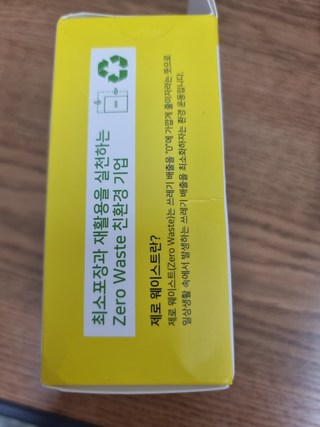 최소포장과 재활용을 실천하는
Zero Waste 친환경 기업
제로 웨이스트란?
제로 웨이스트(Zero Waste)는 쓰레기 배출을 "0"에 가깝게 줄이자라는 뜻으로
일상생활 속에서 발생하는 쓰레기 배출을 최소화하자는 환경 운동입니다.